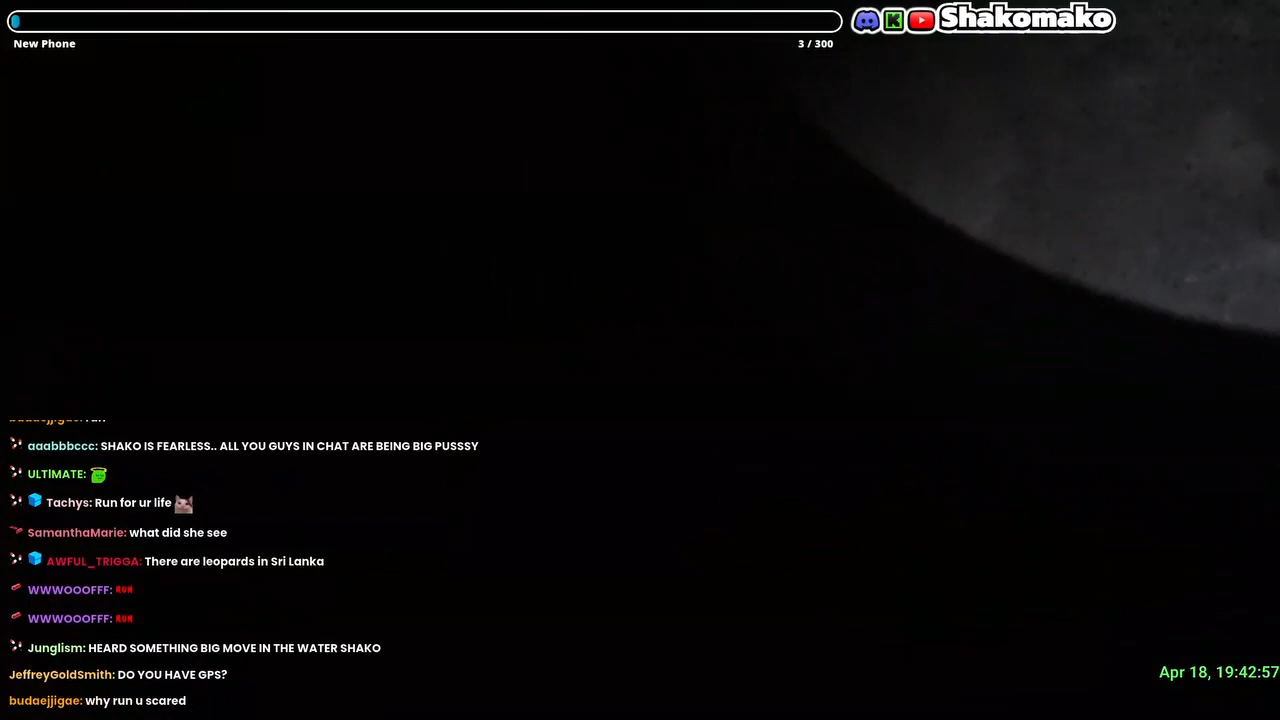 Shakomako
New Phone
3 / 300
aaabbbccc: SHAKO IS FEARLESS.. ALL YOU GUYS IN CHAT ARE BEING BIG PUSSSY
ULTIMATE:
Tachys: Run for ur life
SamanthaMarie: what did she see
AWFUL_TRIGGA: There are leopards in Sri Lanka
WWWOOOFFF: RUN
WWWOOOFFF: RUN
Junglism: HEARD SOMETHING BIG MOVE IN THE WATER SHAKO
JeffreyGoldSmith: DO YOU HAVE GPS?
Apr 18, 19:42:57
budaejjigae: why run u scared